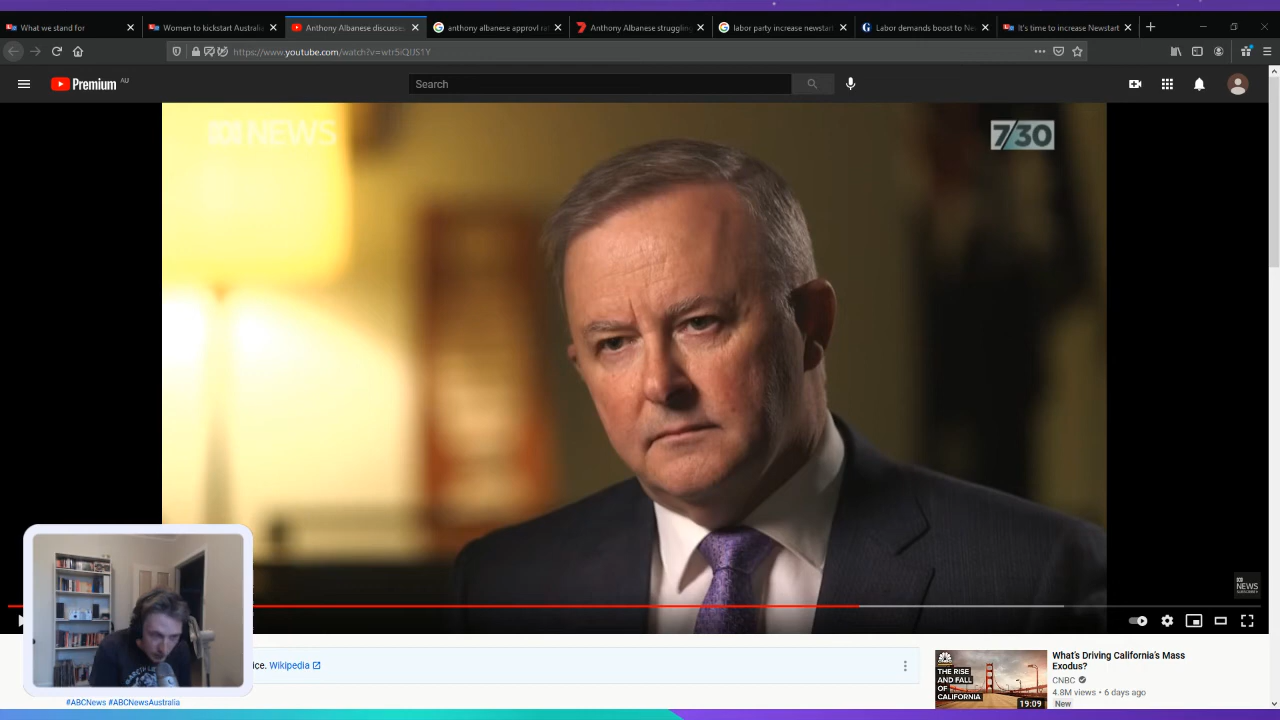 What we stand for
Women to kickstart Australia
Anthony Albanese discusse
anthony albanese approvl ra
Anthony Albanese struggling
labor party increase newstart
Labor demands boost to Ne
It's time to increase Newstart
https://www.youtube.com/watch?v=wtr5iQIJS1Y
Premium AU
Search
NEWS
7/30
NEWS
ice. Wikipedia
#ABCNews #ABCNewsAustralia
THE RISE
AND FALL
OF
CALIFORNIA
19:09
What's Driving California's Mass
Exodus?
CNBC
4.8M views • 6 days ago
New